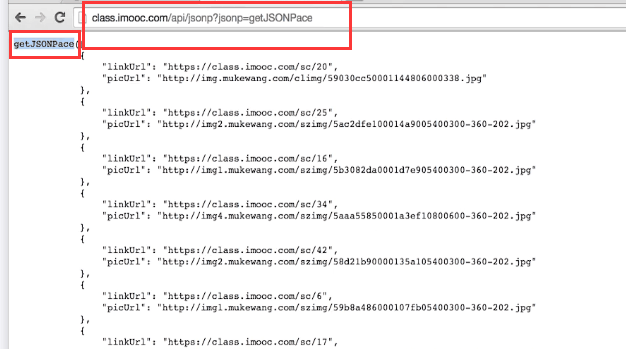 class.imooc.com/api/jsonp?jsonp=getJSONPace
getJSONPace(
{
"linkUrl": "https://class.imooc.com/sc/20",
"picUrl": "http://img.mukewang.com/climg/59030cc50001144806000338.jpg"
},
{
"linkUrl": "https://class.imooc.com/sc/25",
"picUrl": "http://img2.mukewang.com/szimg/5ac2dfe100014a9005400300-360-202.jpg"
},
{
"linkUrl": "https://class.imooc.com/sc/16",
"picUrl": "http://img1.mukewang.com/szimg/5b3082da0001d7e905400300-360-202.jpg"
},
{
"linkUrl": "https://class.imooc.com/sc/34",
"picUrl": "http://img4.mukewang.com/szimg/5aaa55850001a3ef10800600-360-202.jpg"
},
{
"linkUrl": "https://class.imooc.com/sc/42",
"picUrl": "http://img2.mukewang.com/szimg/58d21b90000135a105400300-360-202.jpg"
},
{
"linkUrl": "https://class.imooc.com/sc/6",
"picUrl": "http://img1.mukewang.com/szimg/59b8a486000107fb05400300-360-202.jpg"
},
{
"linkUrl": "https://class.imooc.com/sc/17",